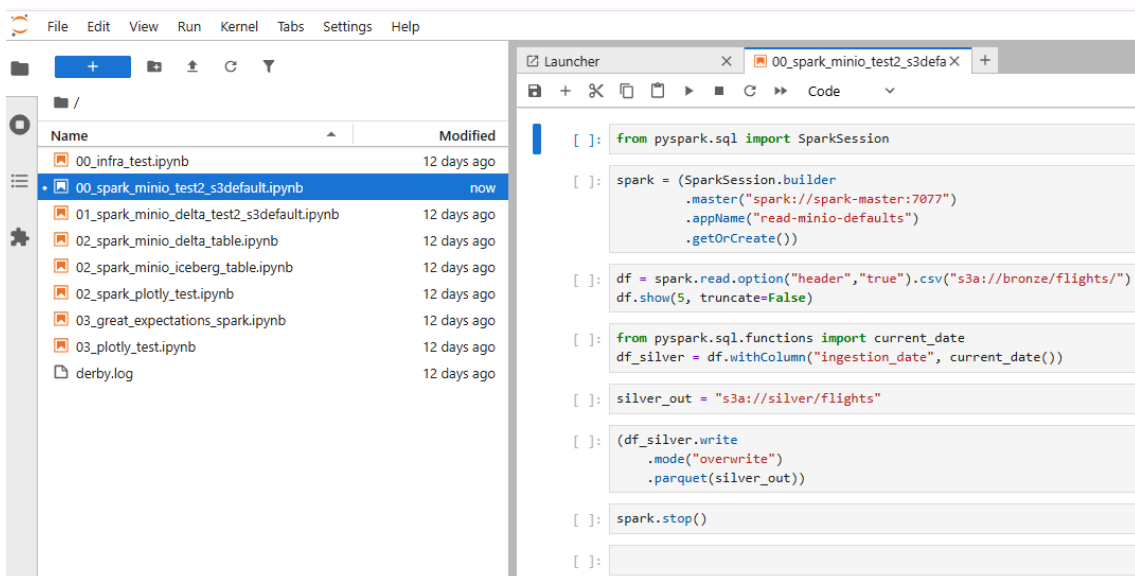 File Edit View Run Kernel Tabs Settings Help
+
/
Name Modified
00_infra_test.ipynb 12 days ago
00_spark_minio_test2_s3default.ipynb now
01_spark_minio_delta_test2_s3default.ipynb 12 days ago
02_spark_minio_delta_table.ipynb 12 days ago
02_spark_minio_iceberg_table.ipynb 12 days ago
02_spark_plotly_test.ipynb 12 days ago
03_great_expectations_spark.ipynb 12 days ago
03_plotly_test.ipynb 12 days ago
derby.log 12 days ago
Launcher 00_spark_minio_test2_s3defa
Code
[ ]: from pyspark.sql import SparkSession
[ ]: spark = (SparkSession.builder
.master("spark://spark-master:7077")
.appName("read-minio-defaults")
.getOrCreate())
[ ]: df = spark.read.option("header","true").csv("s3a://bronze/flights/")
df.show(5, truncate=False)
[ ]: from pyspark.sql.functions import current_date
df_silver = df.withColumn("ingestion_date", current_date())
[ ]: silver_out = "s3a://silver/flights"
[ ]: (df_silver.write
.mode("overwrite")
.parquet(silver_out))
[ ]: spark.stop()
[ ]: